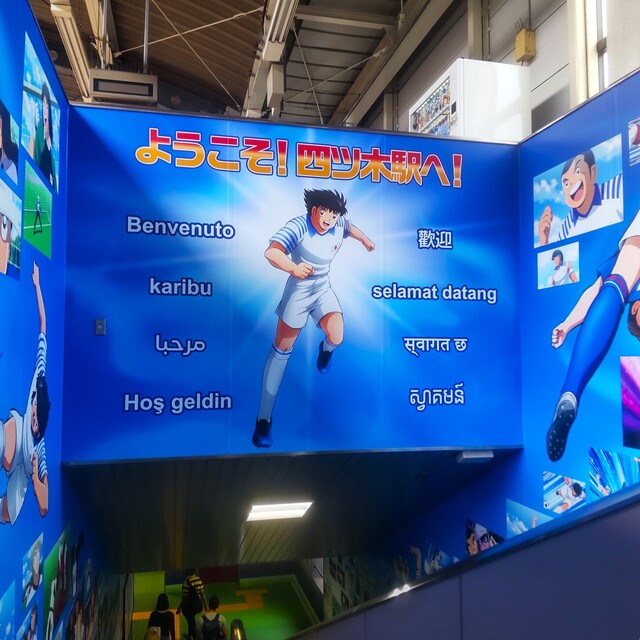 ようこそ！四ツ木駅へ！
Benvenuto
karibu
مرحبا
Hoş geldin
歡迎
selamat datang
स्वागत छ
ស្វាគមន៍